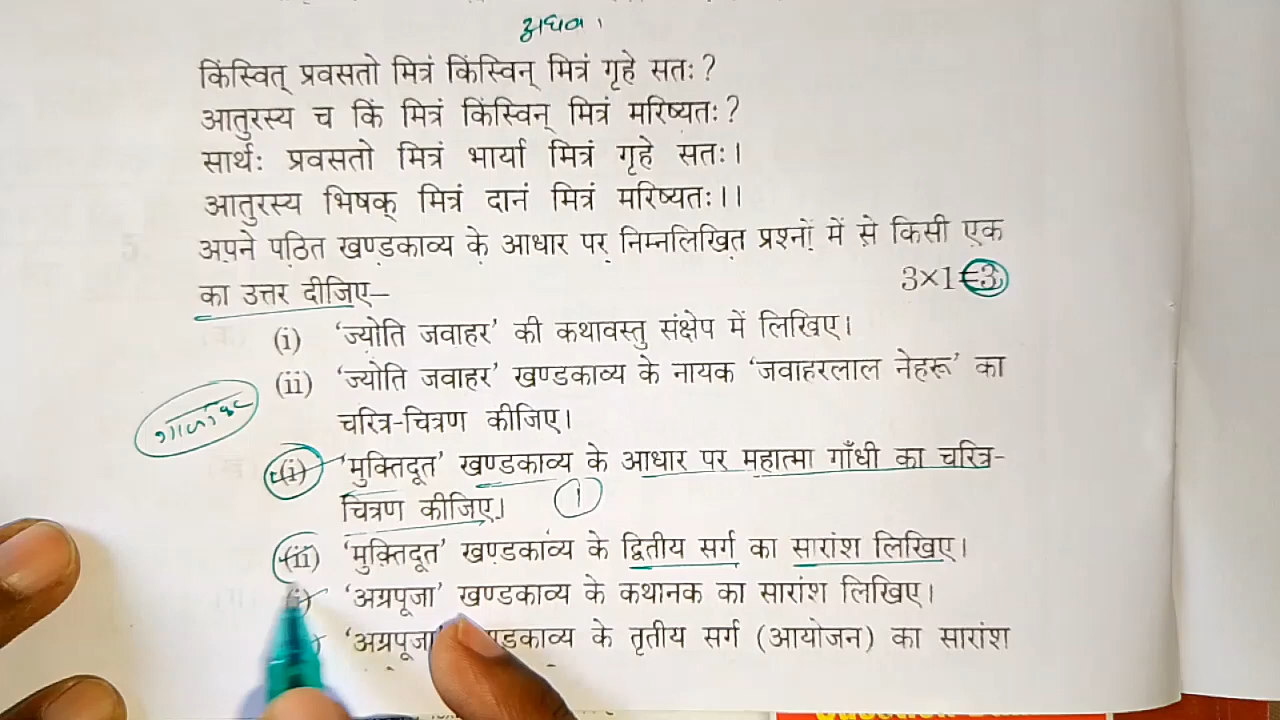 अथवा
किंस्वित् प्रवसतो मित्रं किंस्विन् मित्रं गृहे सतः?
आतुरस्य च किं मित्रं किंस्विन् मित्रं मरिष्यतः?
सार्थः प्रवसतो मित्रं भार्या मित्रं गृहे सतः।
आतुरस्य भिषक् मित्रं दानं मित्रं मरिष्यतः।।
अपने पठित खण्डकाव्य के आधार पर निम्नलिखित प्रश्नों में से किसी एक
का उत्तर दीजिए– 3×1=3
(i) 'ज्योति जवाहर' की कथावस्तु संक्षेप में लिखिए।
(ii) 'ज्योति जवाहर' खण्डकाव्य के नायक 'जवाहरलाल नेहरू' का
चरित्र-चित्रण कीजिए।
(i) 'मुक्तिदूत' खण्डकाव्य के आधार पर महात्मा गाँधी का चरित्र-
चित्रण कीजिए। 1
(ii) 'मुक्तिदूत' खण्डकाव्य के द्वितीय सर्ग का सारांश लिखिए।
'अग्रपूजा' खण्डकाव्य के कथानक का सारांश लिखिए।
'अग्रपूजा' खण्डकाव्य के तृतीय सर्ग (आयोजन) का सारांश